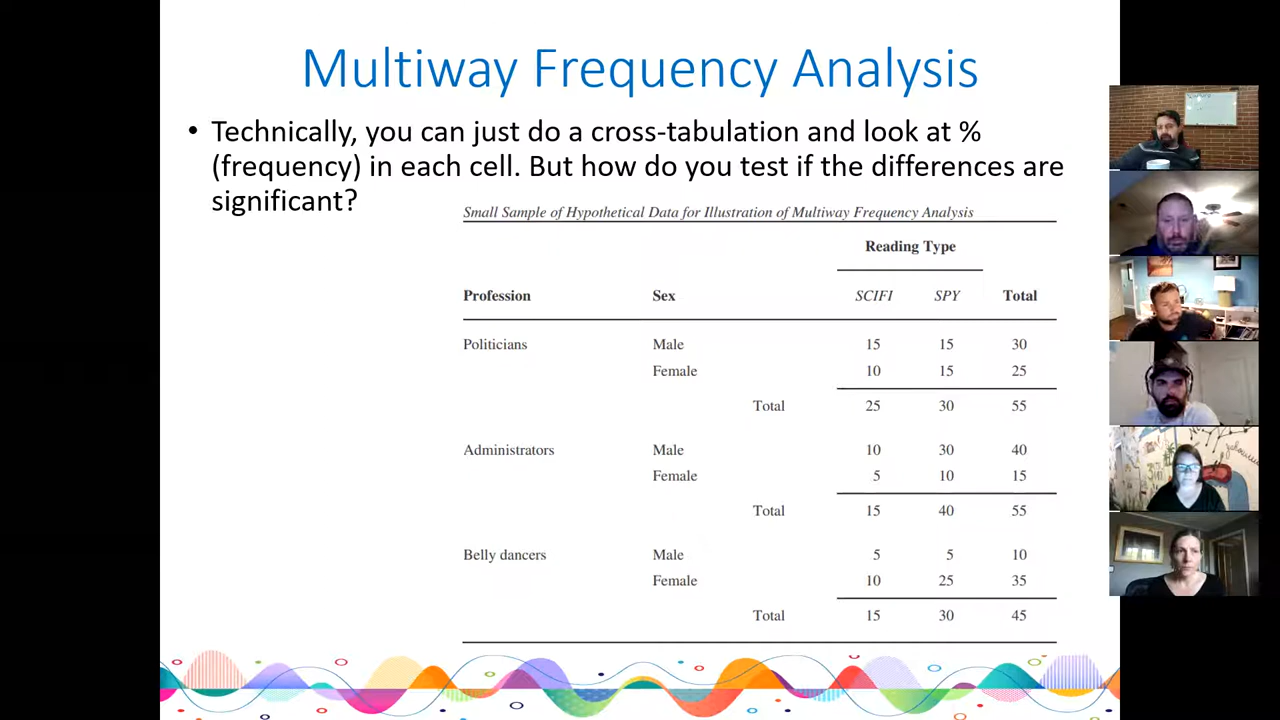 Multiway Frequency Analysis
• Technically, you can just do a cross-tabulation and look at %
(frequency) in each cell. But how do you test if the differences are
significant?
Small Sample of Hypothetical Data for Illustration of Multiway Frequency Analysis
Reading Type
Profession Sex SCIFI SPY Total
Politicians Male 15 15 30
Female 10 15 25
Total 25 30 55
Administrators Male 10 30 40
Female 5 10 15
Total 15 40 55
Belly dancers Male 5 5 10
Female 10 25 35
Total 15 30 45